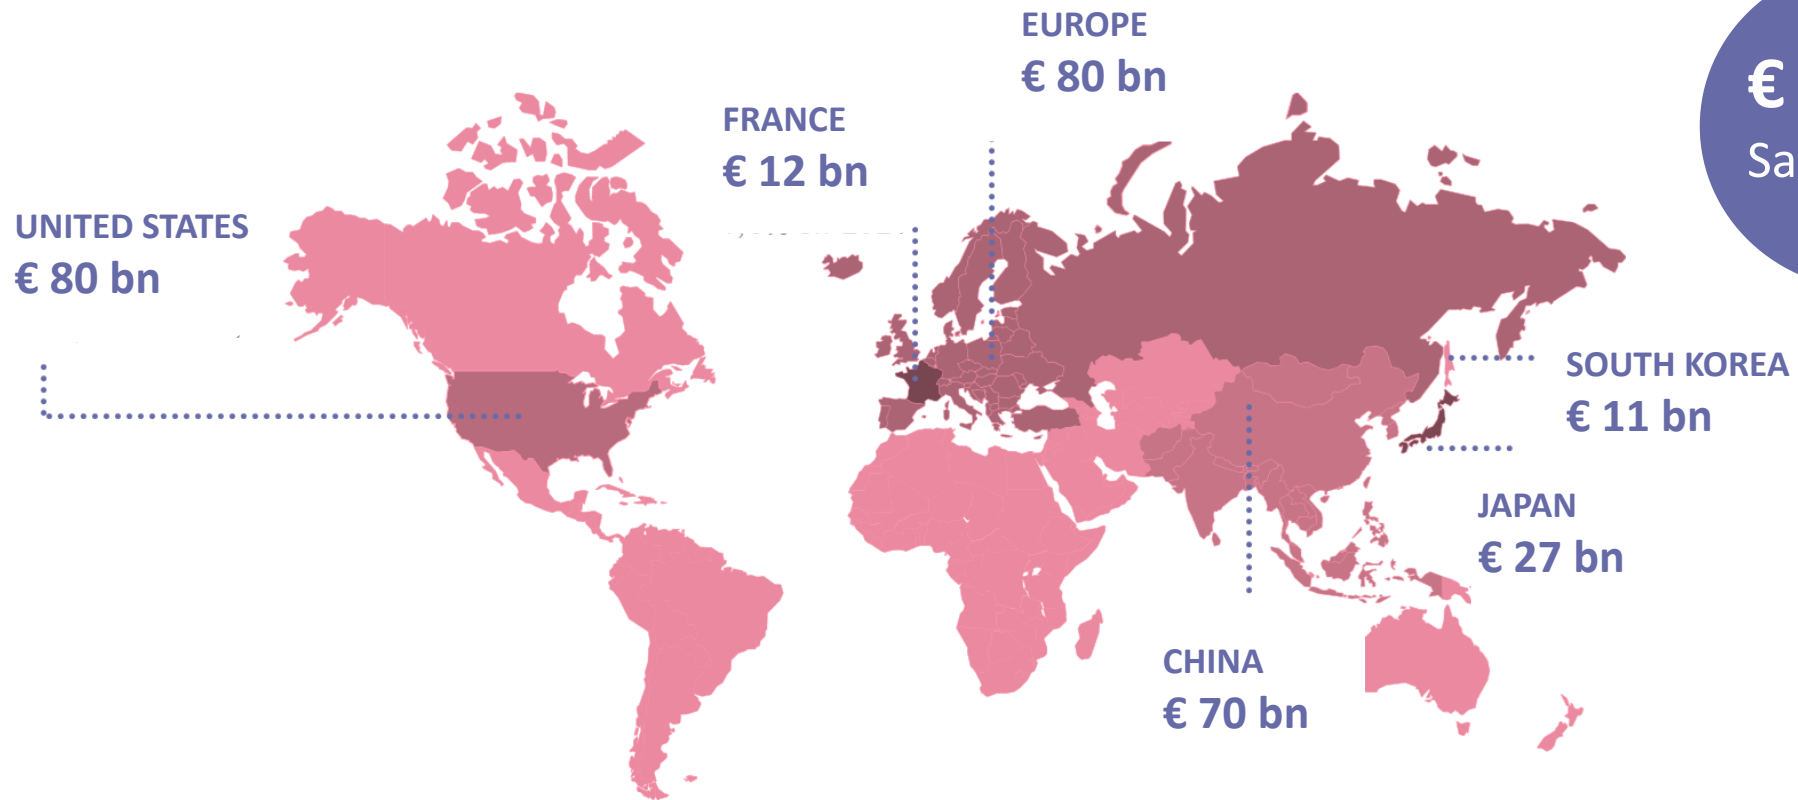 EUROPE
€ 80 bn
FRANCE
€ 12 bn
UNITED STATES
€ 80 bn
€
Sa
SOUTH KOREA
€ 11 bn
JAPAN
€ 27 bn
CHINA
€ 70 bn